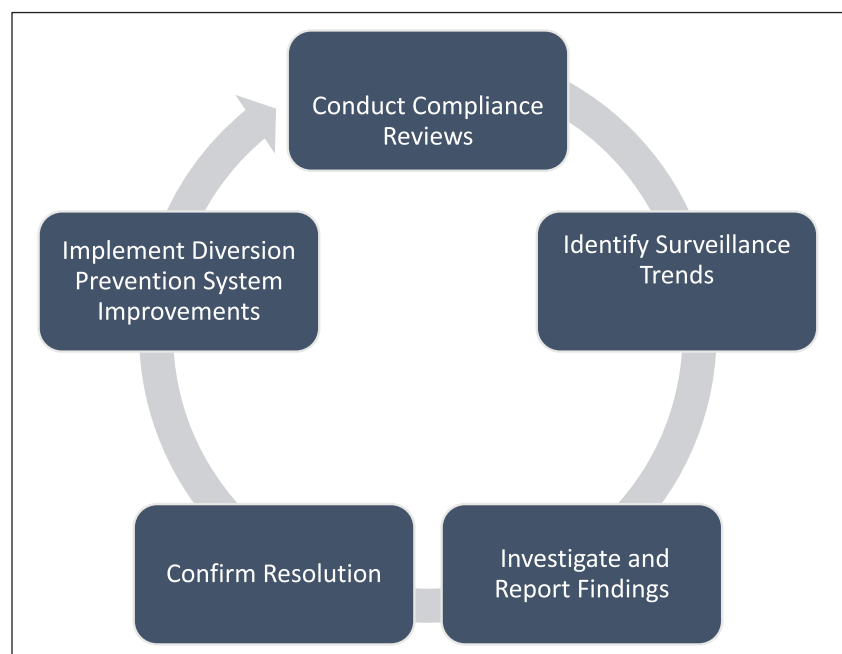 Conduct Compliance
Reviews
Identify Surveillance
Trends
Investigate and
Report Findings
Confirm Resolution
Implement Diversion
Prevention System
Improvements